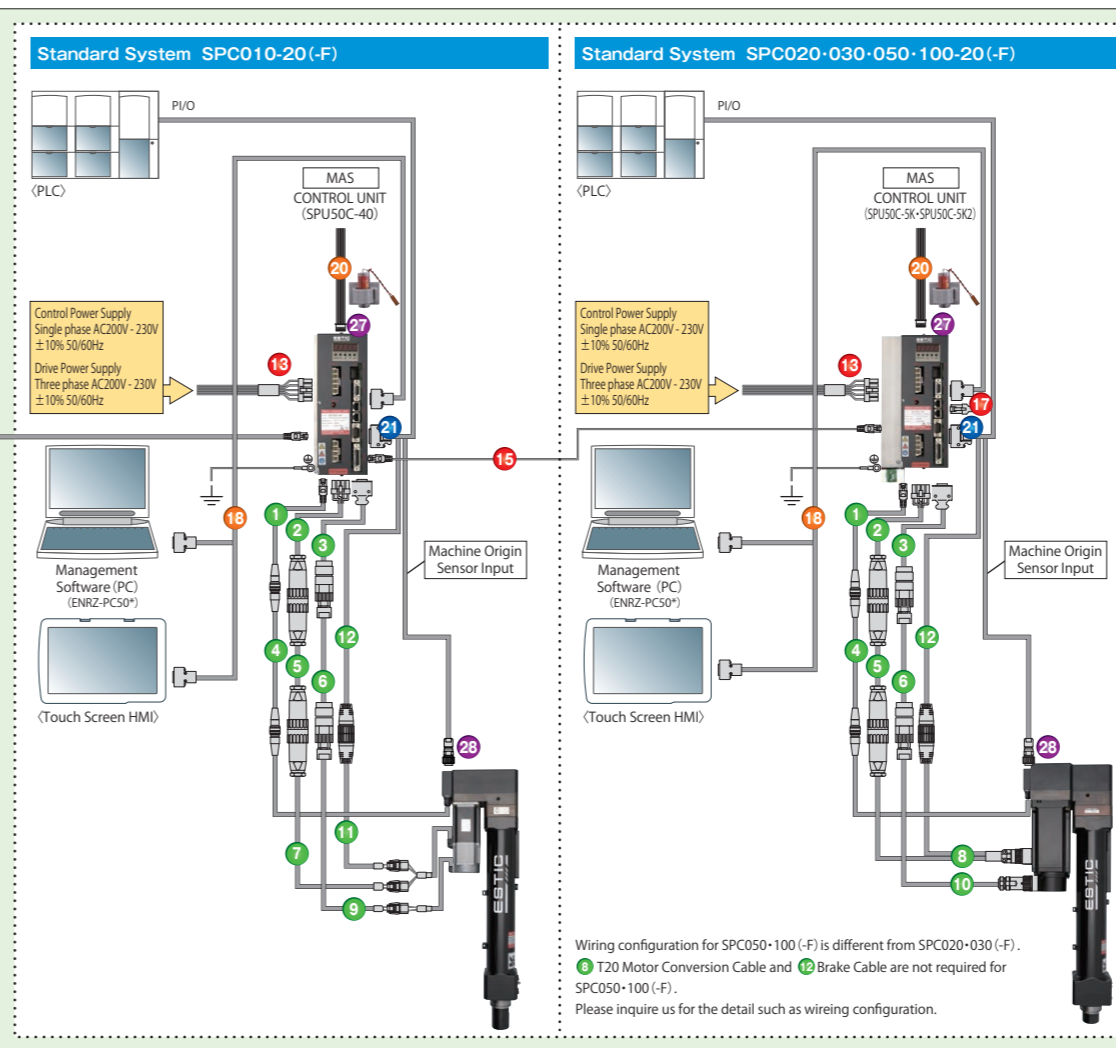 Standard System SPC010-20(-F)
PI/O
〈PLC〉
MAS
CONTROL UNIT
(SPU50C-40)
20
27
Control Power Supply
Single phase AC200V - 230V
±10% 50/60Hz
Drive Power Supply
Three phase AC200V - 230V
±10% 50/60Hz
13
ESTIC
21
15
18
1
2
3
Management
Software (PC)
(ENRZ-PC50*)
Machine Origin
Sensor Input
12
4
5
6
〈Touch Screen HMI〉
28
11
7
9
ESTIC
Standard System SPC020・030・050・100-20(-F)
PI/O
〈PLC〉
MAS
CONTROL UNIT
(SPU50C-5K・SPU50C-5K2)
20
27
Control Power Supply
Single phase AC200V - 230V
±10% 50/60Hz
Drive Power Supply
Three phase AC200V - 230V
±10% 50/60Hz
13
ESTIC
17
21
18
1
2
3
Management
Software (PC)
(ENRZ-PC50*)
Machine Origin
Sensor Input
12
4
5
6
〈Touch Screen HMI〉
28
8
10
ESTIC
Wiring configuration for SPC050・100(-F) is different from SPC020・030(-F).
8 T20 Motor Conversion Cable and 12 Brake Cable are not required for
SPC050・100(-F).
Please inquire us for the detail such as wireing configuration.